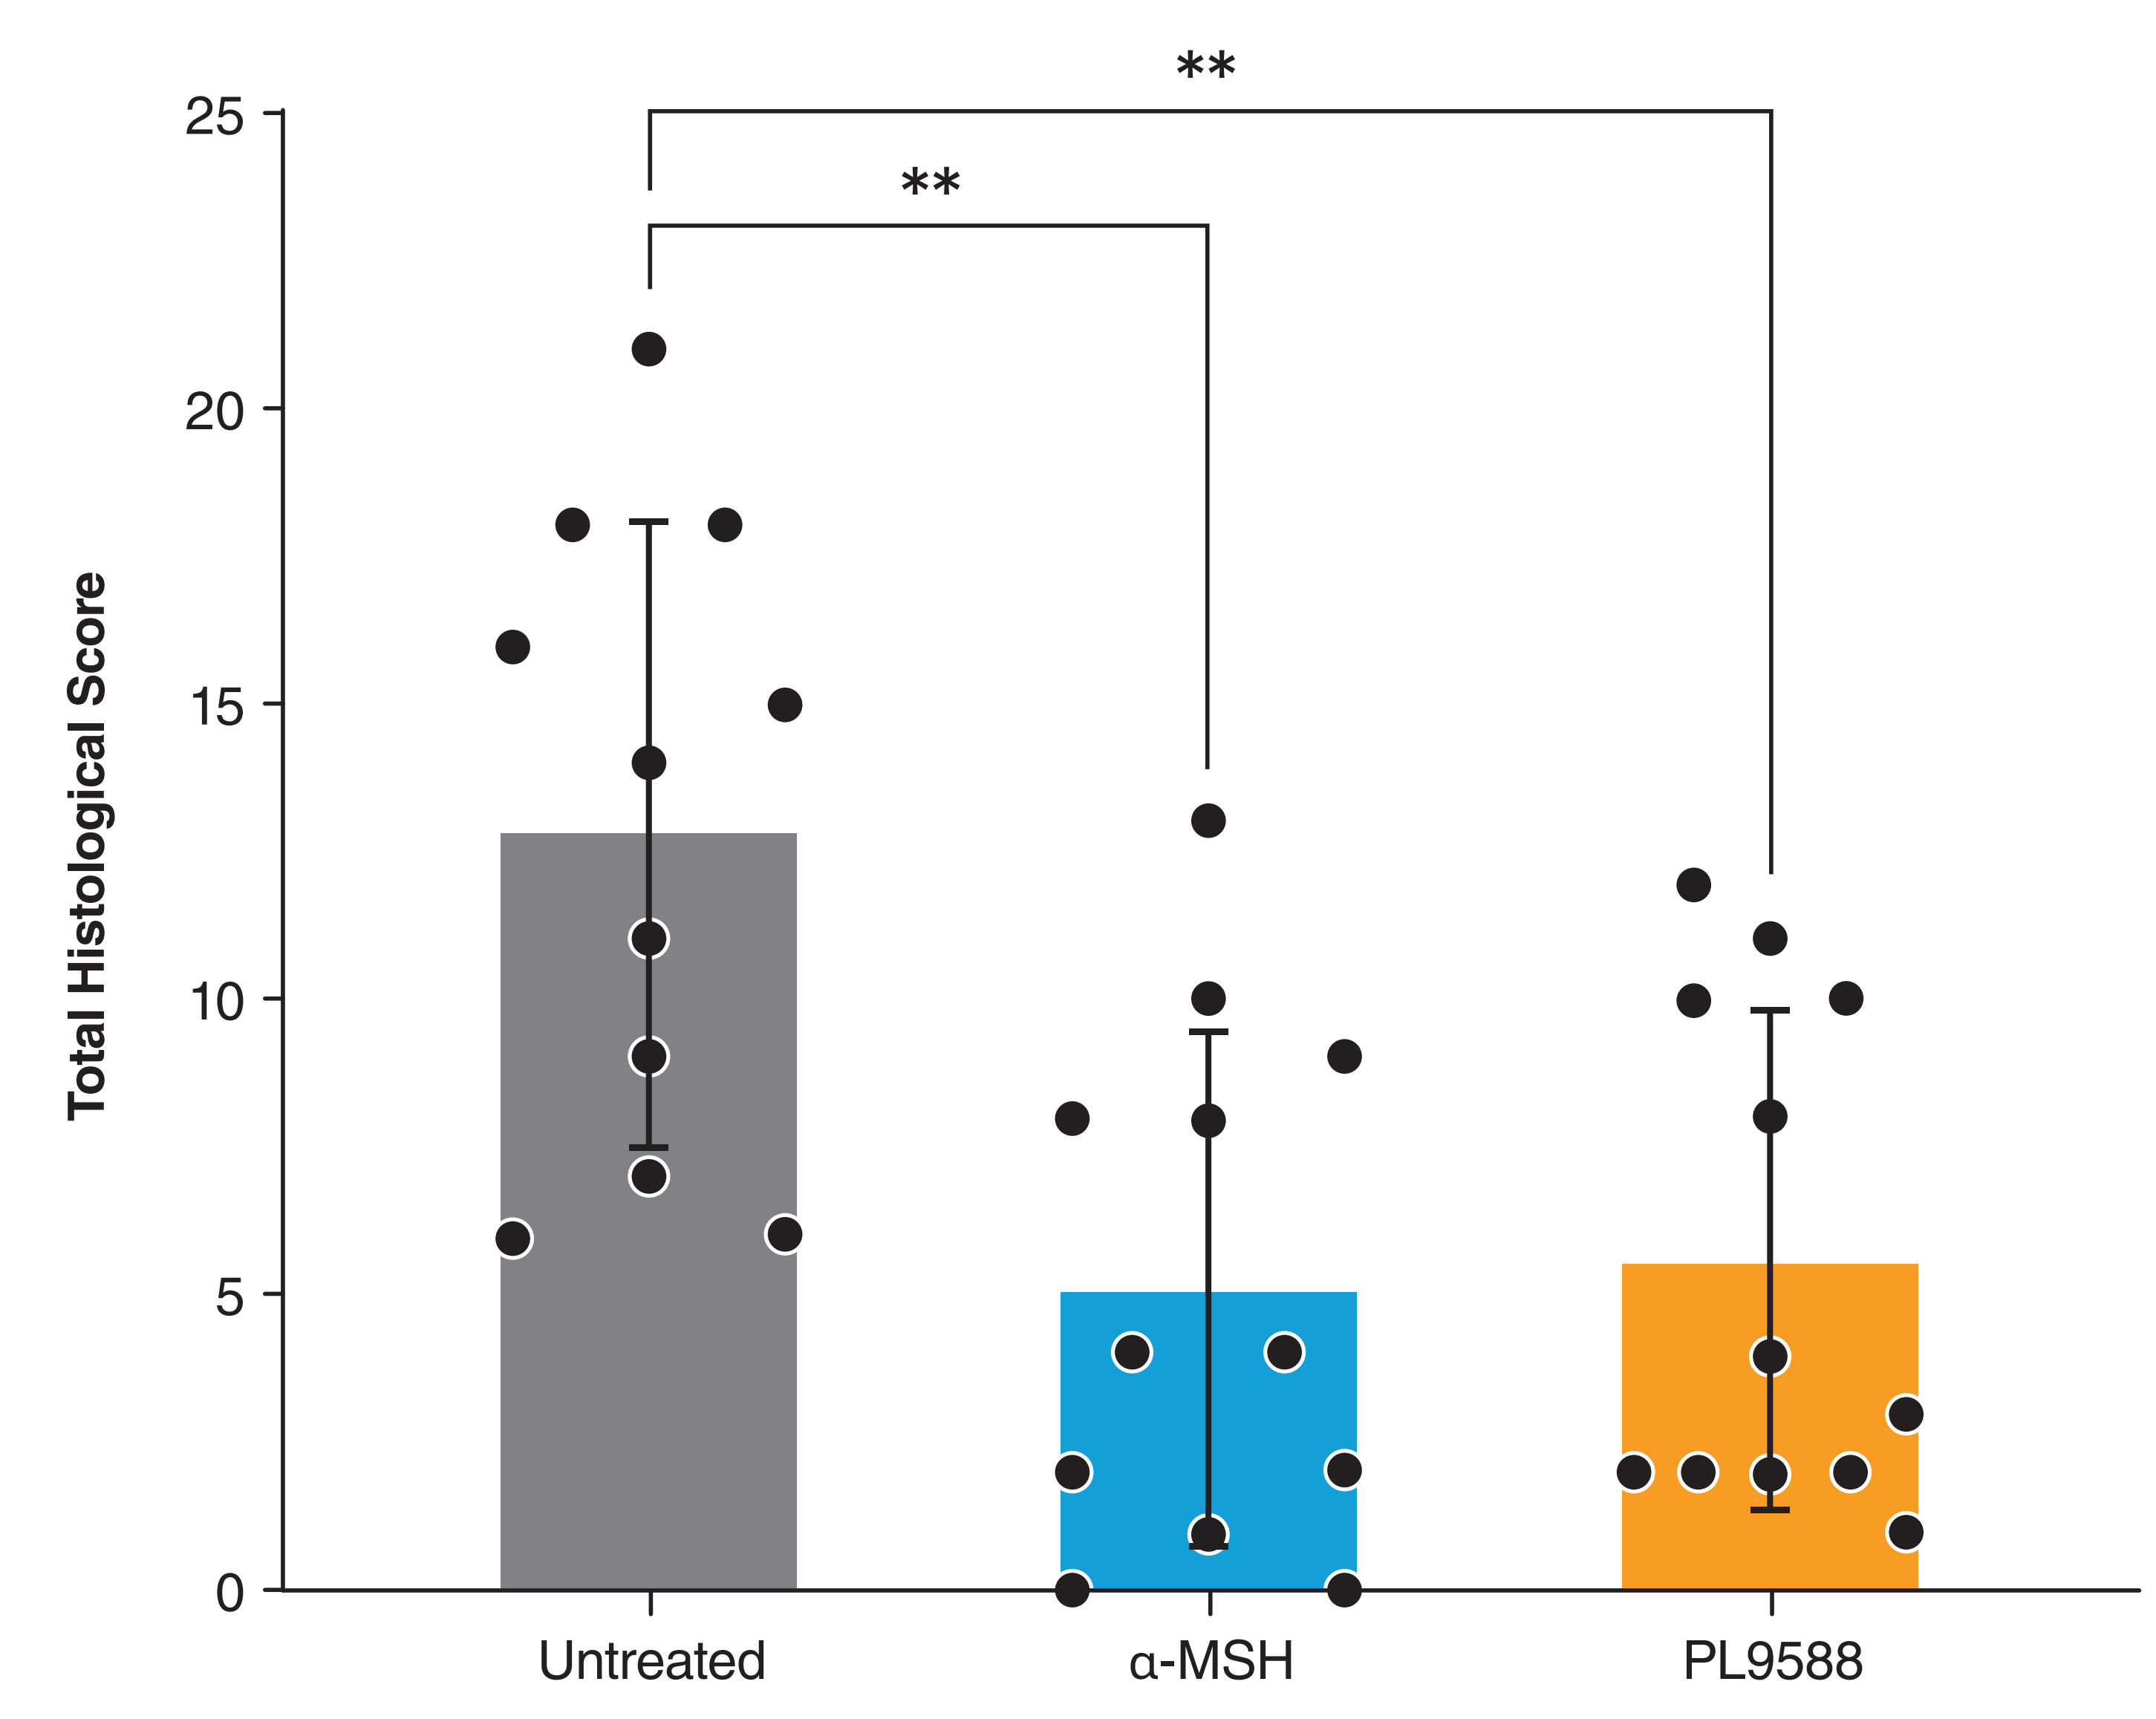 **
**
25
20
15
10
5
0
Total Histological Score
Untreated
α-MSH
PL9588